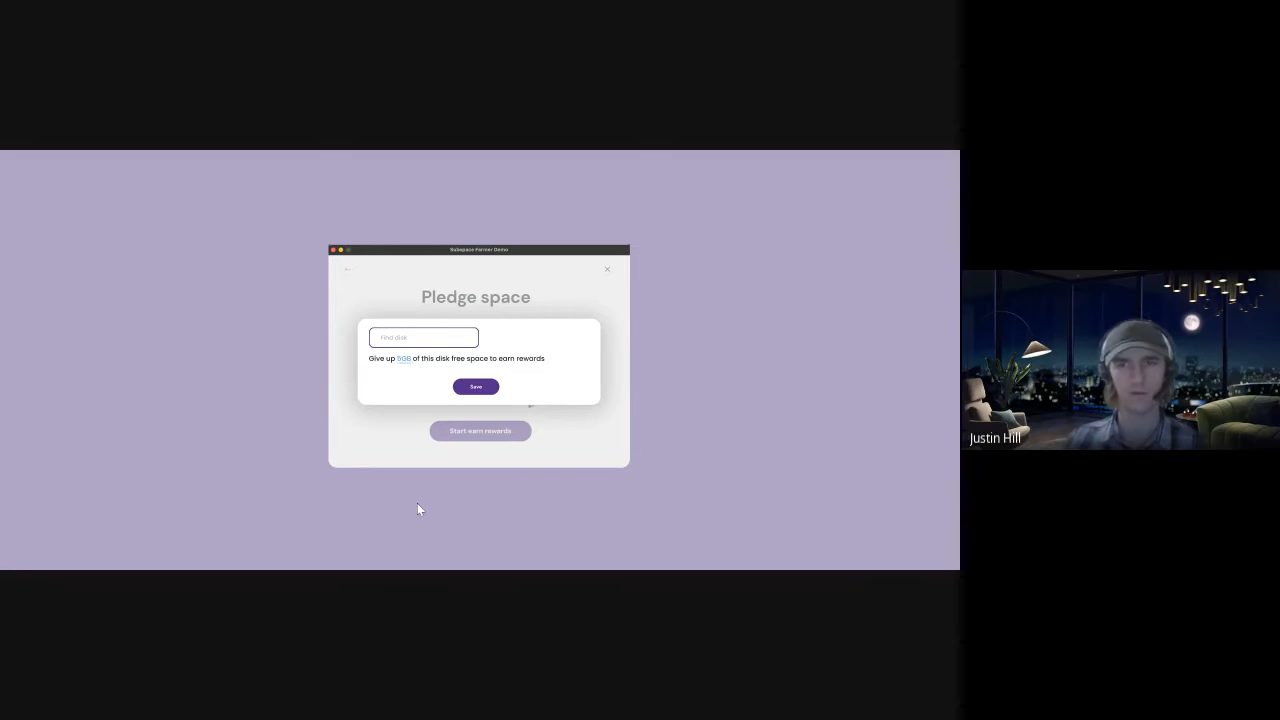 Subspace Farmer Demo
Pledge space
Find disk
Give up 5GB of this disk free space to earn rewards
Save
Start earn rewards
Justin Hill